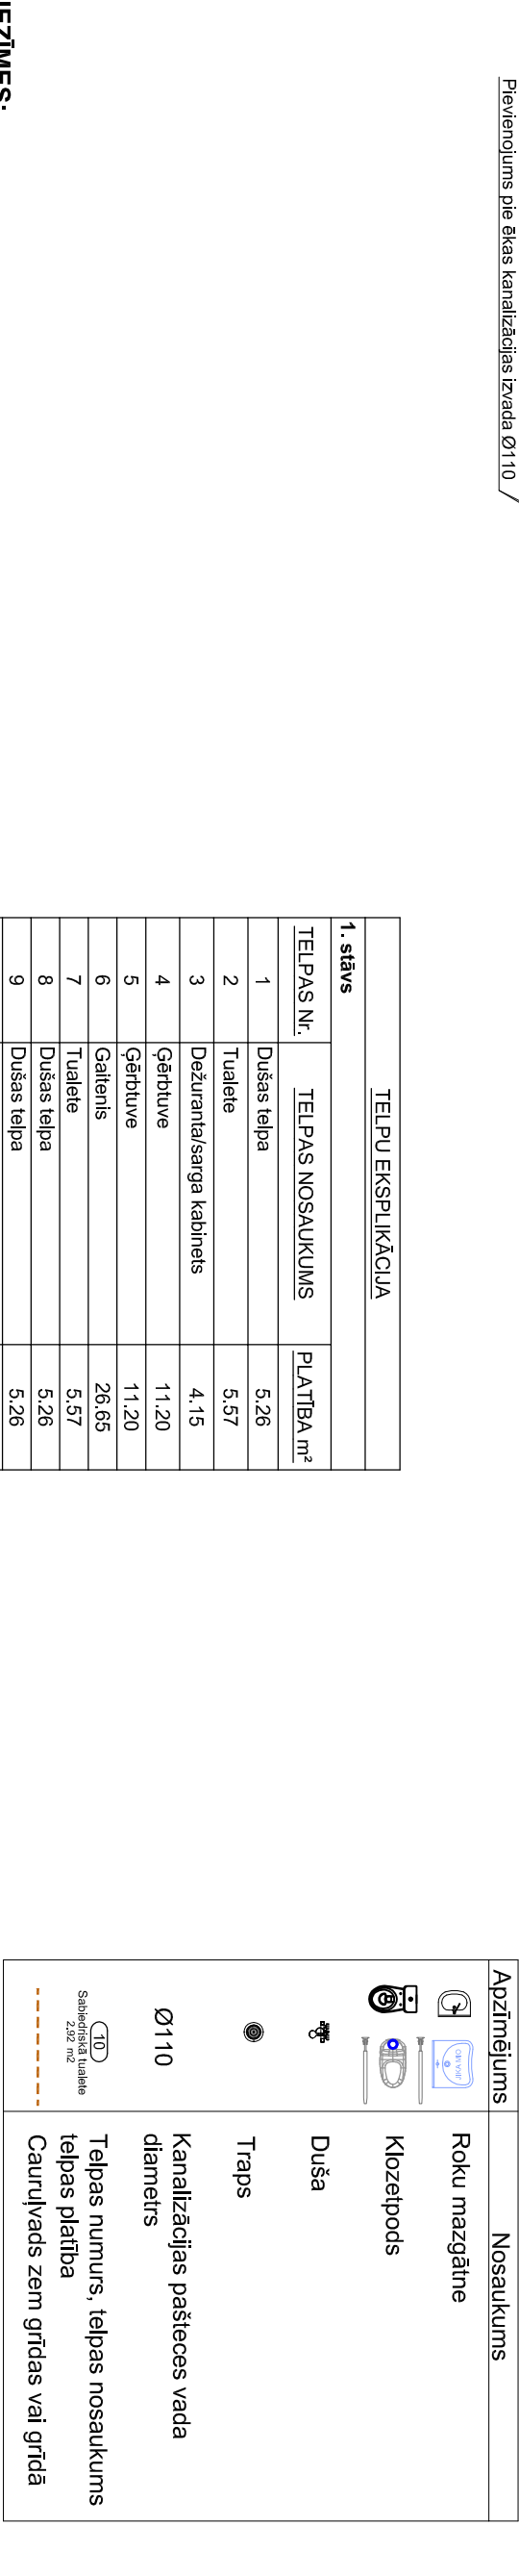 Pievienojums pie ēkas kanalizācijas izvada Ø110
TELPU EKSPLIKĀCIJA
1. stāvs
TELPAS Nr. TELPAS NOSAUKUMS PLATĪBA m²
1 Dušas telpa 5.26
2 Tualete 5.57
3 Dežuranta/sarga kabinets 4.15
4 Ģērbtuve 11.20
5 Ģērbtuve 11.20
6 Gaitenis 26.65
7 Tualete 5.57
8 Dušas telpa 5.26
9 Dušas telpa 5.26
Apzīmējums Nosaukums
Roku mazgātne
Klozetpods
Duša
Traps
Ø110 Kanalizācijas pašteces vada
diametrs
10 Telpas numurs, telpas nosaukums
Sabiedriskā tualete telpas platība
2,92 m2
Cauruļvads zem grīdas vai grīdā